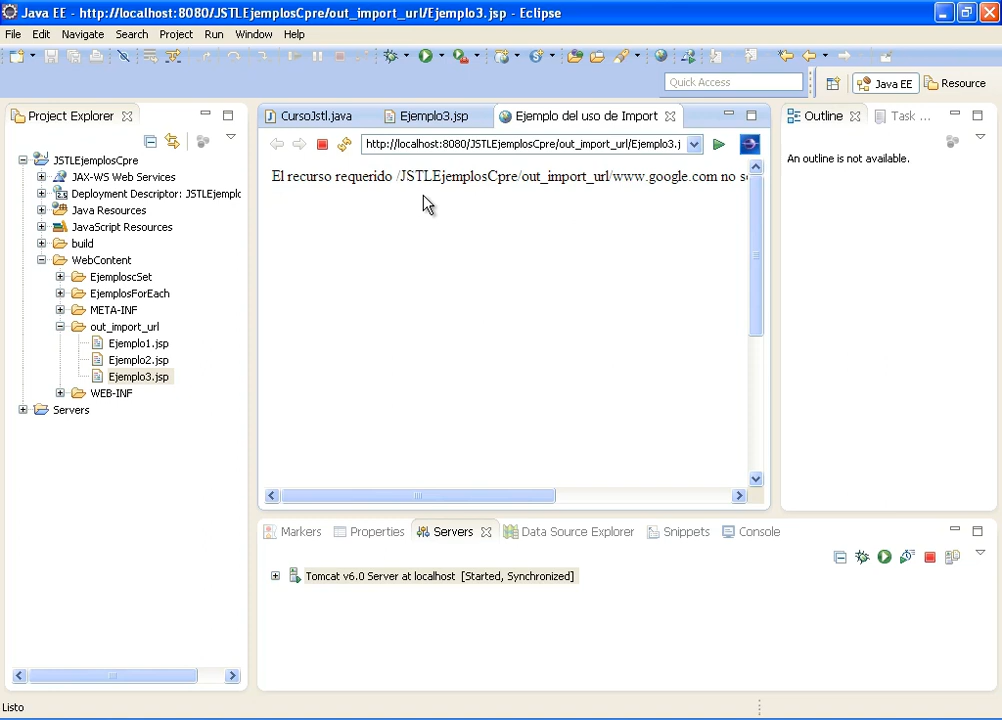 Java EE - http://localhost:8080/JSTLEjemplosCpre/out_import_url/Ejemplo3.jsp - Eclipse
File Edit Navigate Search Project Run Window Help
Quick Access
Java EE
Resource
Project Explorer
CursoJstl.java
Ejemplo3.jsp
Ejemplo del uso de Import
Outline
Task ...
http://localhost:8080/JSTLEjemplosCpre/out_import_url/Ejemplo3.j
An outline is not available.
El recurso requerido /JSTLEjemplosCpre/out_import_url/www.google.com no s
JSTLEjemplosCpre
JAX-WS Web Services
Deployment Descriptor: JSTLEjemplc
Java Resources
JavaScript Resources
build
WebContent
EjemploscSet
EjemplosForEach
META-INF
out_import_url
Ejemplo1.jsp
Ejemplo2.jsp
Ejemplo3.jsp
WEB-INF
Servers
Markers
Properties
Servers
Data Source Explorer
Snippets
Console
Tomcat v6.0 Server at localhost [Started, Synchronized]
Listo